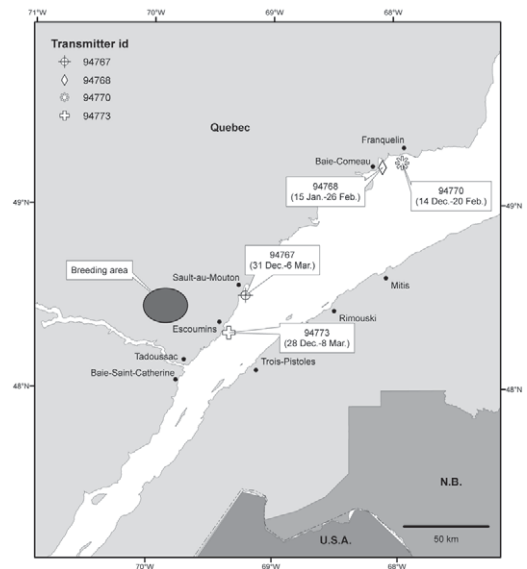 71°W
70°W
69°W
68°W
Transmitter id
94767
94768
94770
94773
Quebec
Franquelin
Baie-Comeau
94768
(15 Jan.-26 Feb.)
94770
(14 Dec.-20 Feb.)
49°N
49°N
94767
(31 Dec.-6 Mar.)
Breeding area
Sault-au-Mouton
Mitis
Escoumins
Rimouski
94773
(28 Dec.-8 Mar.)
Tadoussac
Trois-Pistoles
Baie-Saint-Catherine
48°N
48°N
N.B.
50 km
U.S.A.
70°W
69°W
68°W